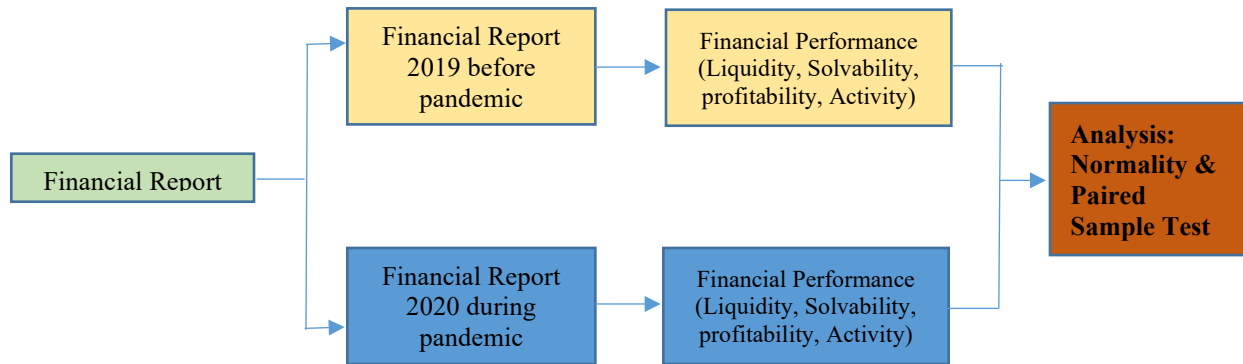 Financial Report
Financial Report
2019 before
pandemic
Financial Performance
(Liquidity, Solvability,
profitability, Activity)
Financial Report
2020 during
pandemic
Financial Performance
(Liquidity, Solvability,
profitability, Activity)
Analysis:
Normality &
Paired
Sample Test